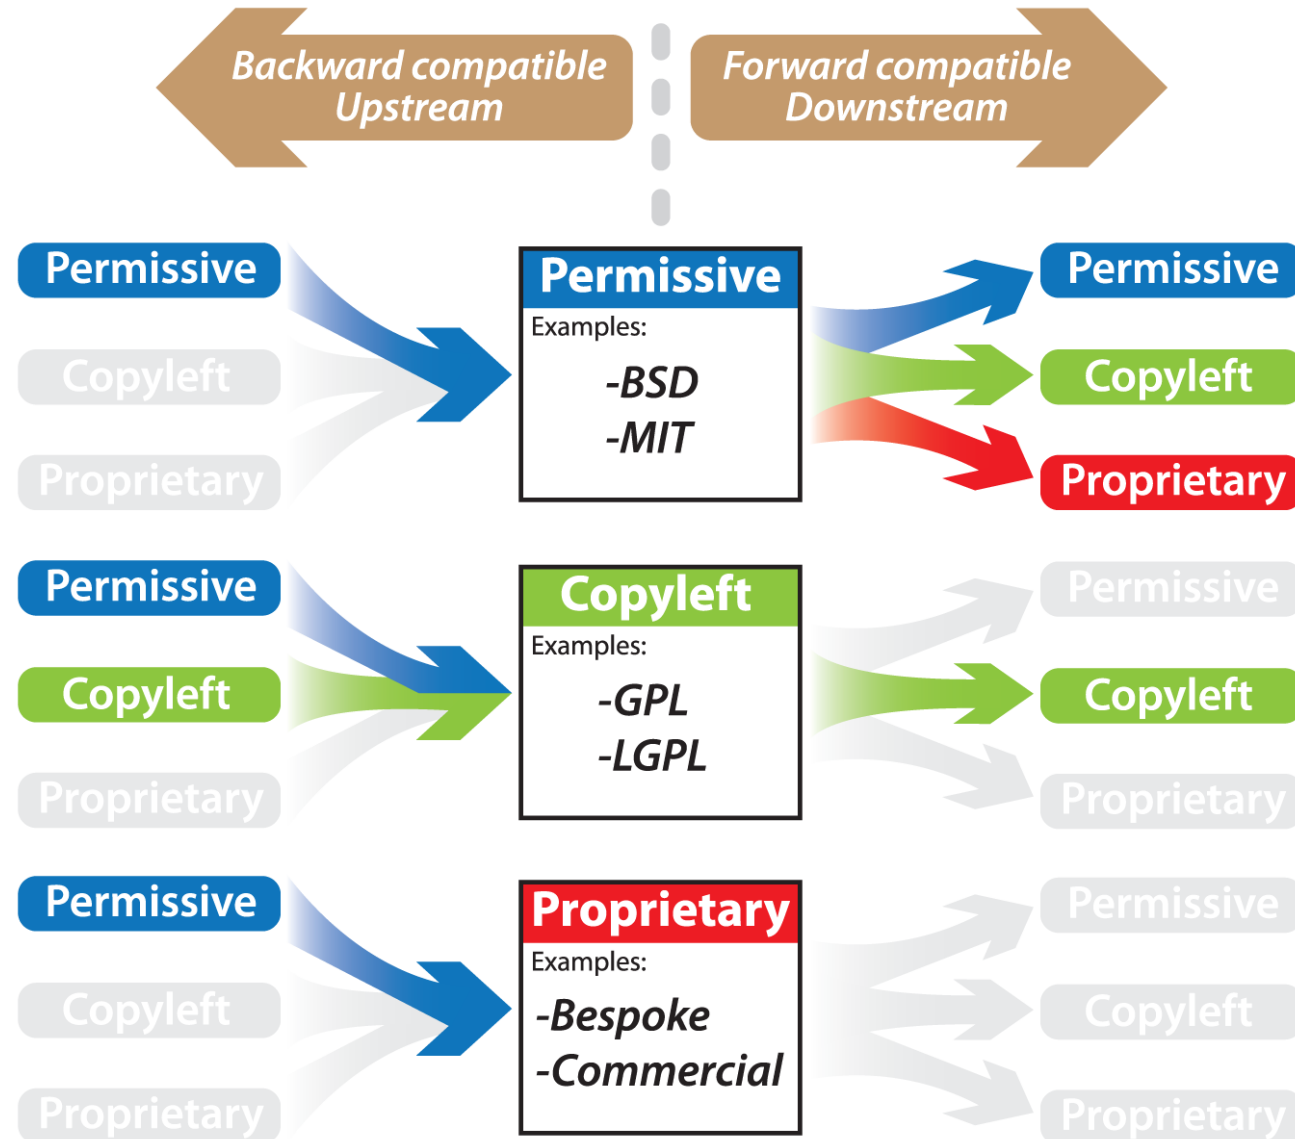 Backward compatible
Upstream
Forward compatible
Downstream
Permissive
Copyleft
Proprietary
Permissive
Examples:
-BSD
-MIT
Permissive
Copyleft
Proprietary
Permissive
Copyleft
Proprietary
Copyleft
Examples:
-GPL
-LGPL
Permissive
Copyleft
Proprietary
Permissive
Copyleft
Proprietary
Proprietary
Examples:
-Bespoke
-Commercial
Permissive
Copyleft
Proprietary